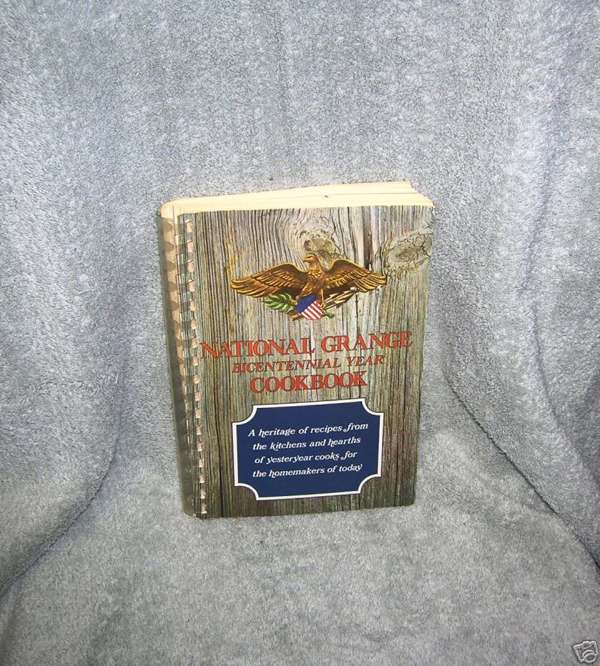 NATIONAL GRANGE
BICENTENNIAL YEAR
COOKBOOK
A heritage of recipes from
the kitchens and hearths
of yesteryear cooks for
the homemakers of today